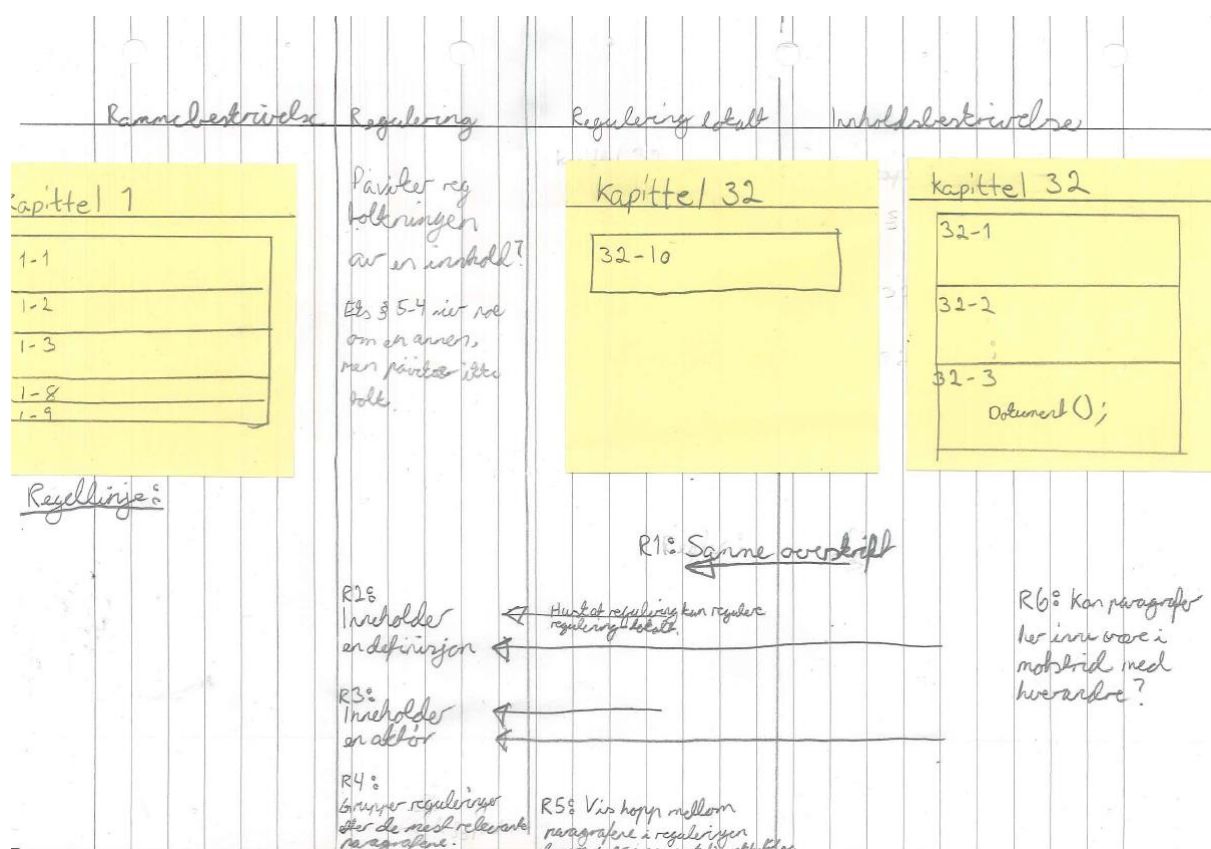 Rammebeskrivelse
Regulering
Regulering lokalt
Innholdsbeskrivelse
Kapittel 1
1-1
1-2
1-3
1-8
1-9
Påvirker reg
tolkningen
av en innhold?
Eks § 5-4 sier noe
om en annen,
men påvirker ikke
tolk.
Kapittel 32
32-10
Kapittel 32
32-1
32-2
32-3
Dokument();
Regellinje:
R1: Samme overskrift
R2:
Inneholder
en definisjon
Husk at regulering kan regulere
regulering lokalt.
R3:
Inneholder
en aktør
R4:
Grupper reguleringer
etter de mest relevante
paragrafene.
R5: Vis hopp mellom
paragrafene i reguleringen
R6: Kan paragrafer
her inne være i
motstrid med
hverandre?